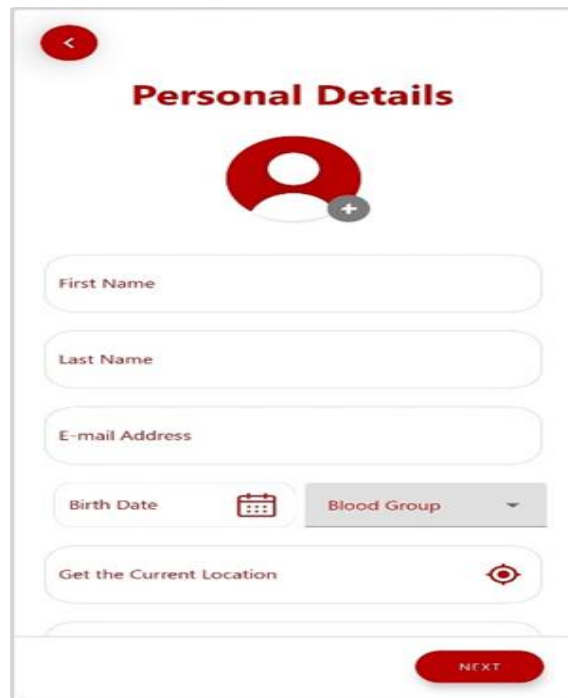 Personal Details
First Name
Last Name
E-mail Address
Birth Date Blood Group
Get the Current Location
NEXT